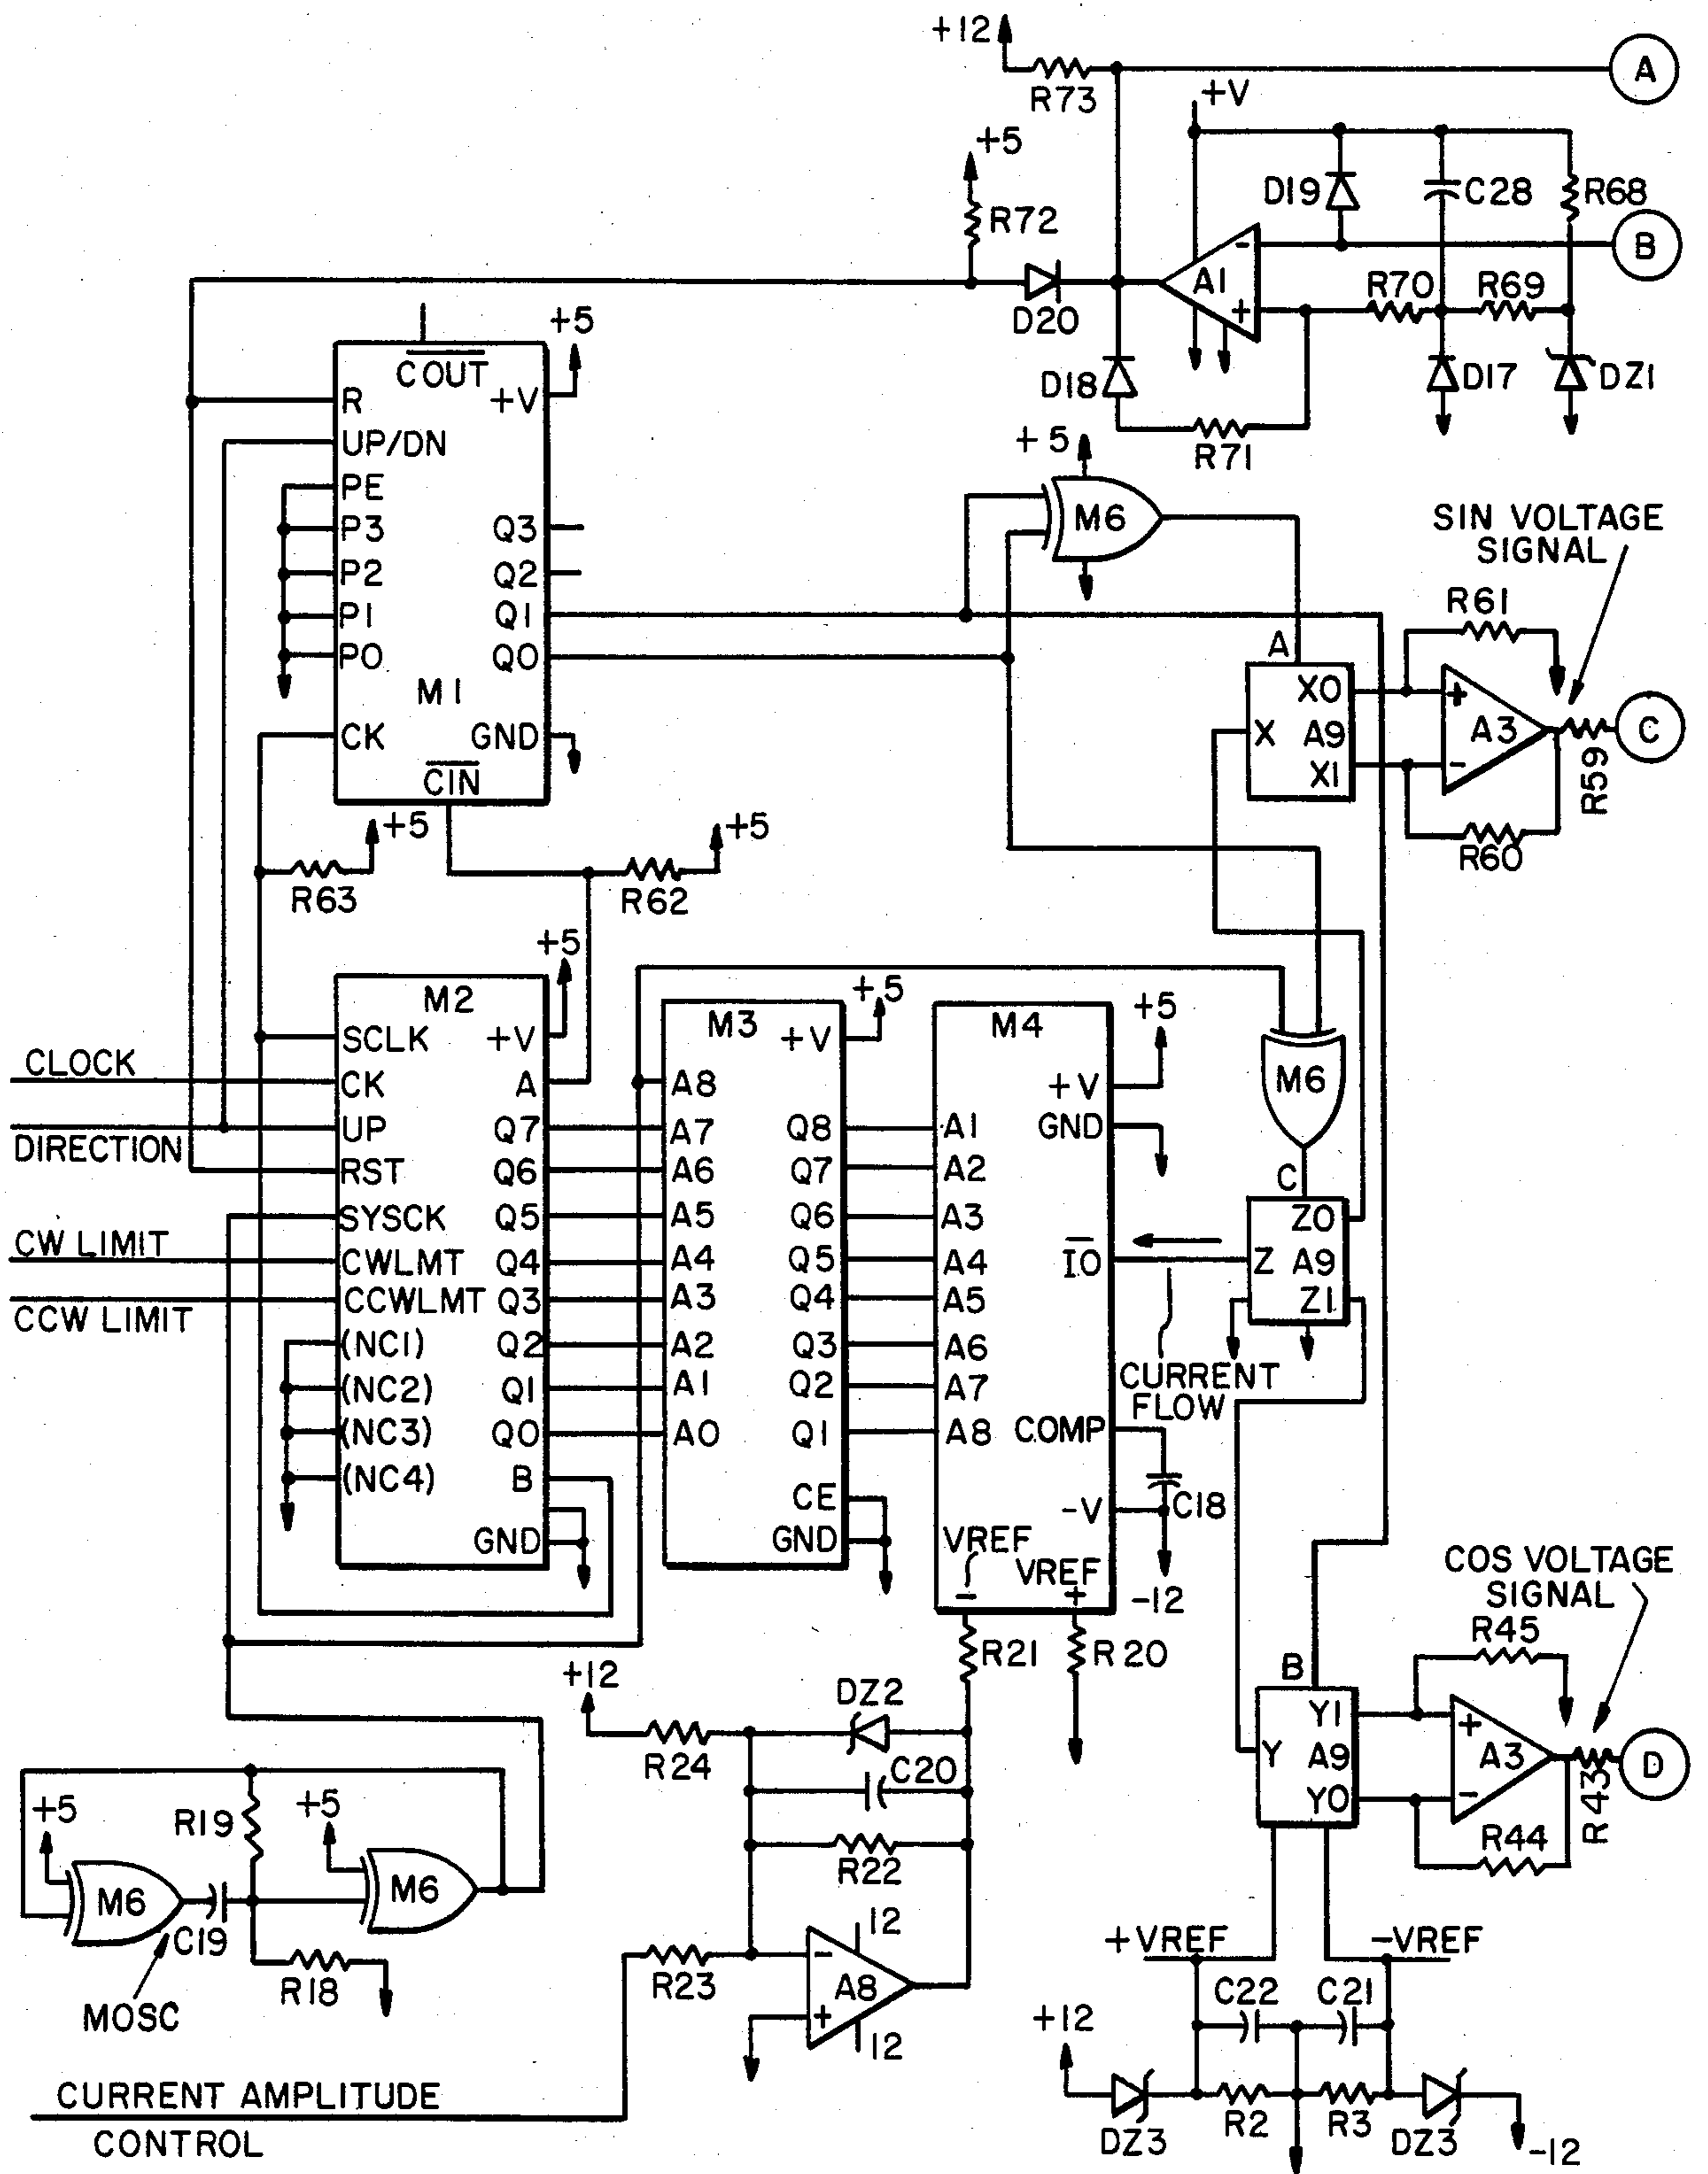 +12
R73
A
+V
+5
R72
D19
C28
R68
B
-
A1
+
R70
R69
D20
D18
D17
DZ1
R71
COUT
+5
R
+V
UP/DN
PE
P3
Q3
P2
Q2
P1
Q1
P0
Q0
M1
CK
GND
CIN
+5
M6
SIN VOLTAGE
SIGNAL
R61
A
X0
X
A9
X1
+
A3
-
C
R59
R60
+5
R63
+5
R62
+5
M2
SCLK
+V
CLOCK
CK
A
DIRECTION
UP
Q7
RST
Q6
SYSCK
Q5
CW LIMIT
CWLMT
Q4
CCW LIMIT
CCWLMT
Q3
(NC1)
Q2
(NC2)
Q1
(NC3)
Q0
(NC4)
B
GND
M3
+5
+V
A8
A7
Q8
A6
Q7
A5
Q6
A4
Q5
A3
Q4
A2
Q3
A1
Q2
A0
Q1
CE
GND
M4
+5
+V
A1
GND
A2
A3
A4
IO
A5
A6
A7
A8
COMP
C18
-V
VREF
-
VREF
+
-12
M6
C
Z0
Z
A9
Z1
CURRENT
FLOW
R21
R20
+12
R24
DZ2
C20
R22
R23
-
A8
+
12
12
B
Y1
Y
A9
Y0
COS VOLTAGE
SIGNAL
R45
+
A3
-
D
R43
R44
+5
R19
+5
M6
C19
M6
R18
MOSC
CURRENT AMPLITUDE
CONTROL
+VREF
-VREF
C22
C21
+12
DZ3
R2
R3
DZ3
-12